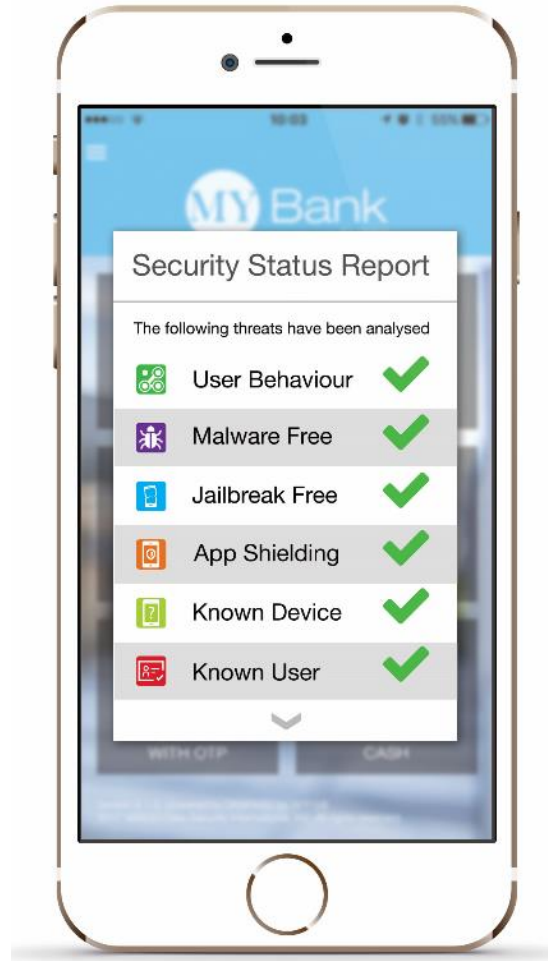 10:03
55%
MY Bank
Security Status Report
The following threats have been analysed
User Behaviour
Malware Free
Jailbreak Free
App Shielding
Known Device
Known User
WITH OTP
CASH